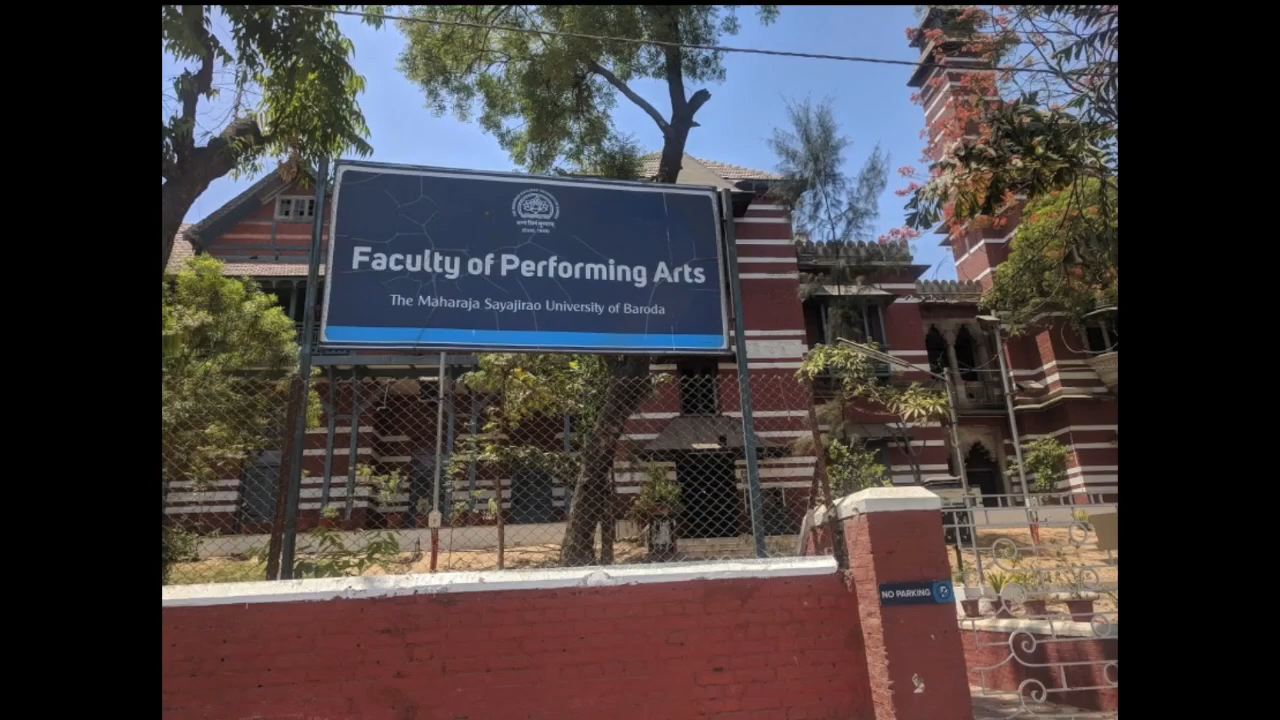 Faculty of Performing Arts
The Maharaja Sayajirao University of Baroda
NO PARKING